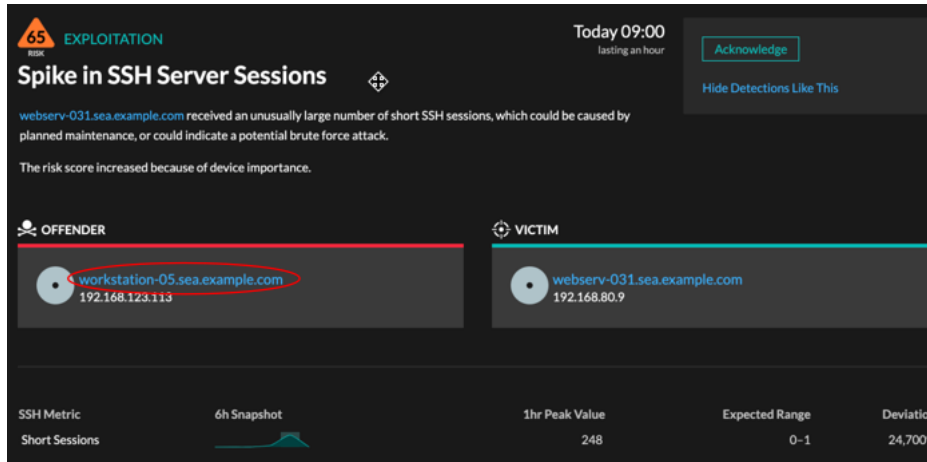 65
RISK
EXPLOITATION
Today 09:00
lasting an hour
Acknowledge
Spike in SSH Server Sessions
Hide Detections Like This
webserv-031.sea.example.com received an unusually large number of short SSH sessions, which could be caused by
planned maintenance, or could indicate a potential brute force attack.
The risk score increased because of device importance.
OFFENDER
VICTIM
workstation-05.sea.example.com
192.168.123.113
webserv-031.sea.example.com
192.168.80.9
SSH Metric 6h Snapshot 1hr Peak Value Expected Range Deviatio
Short Sessions 248 0–1 24,700